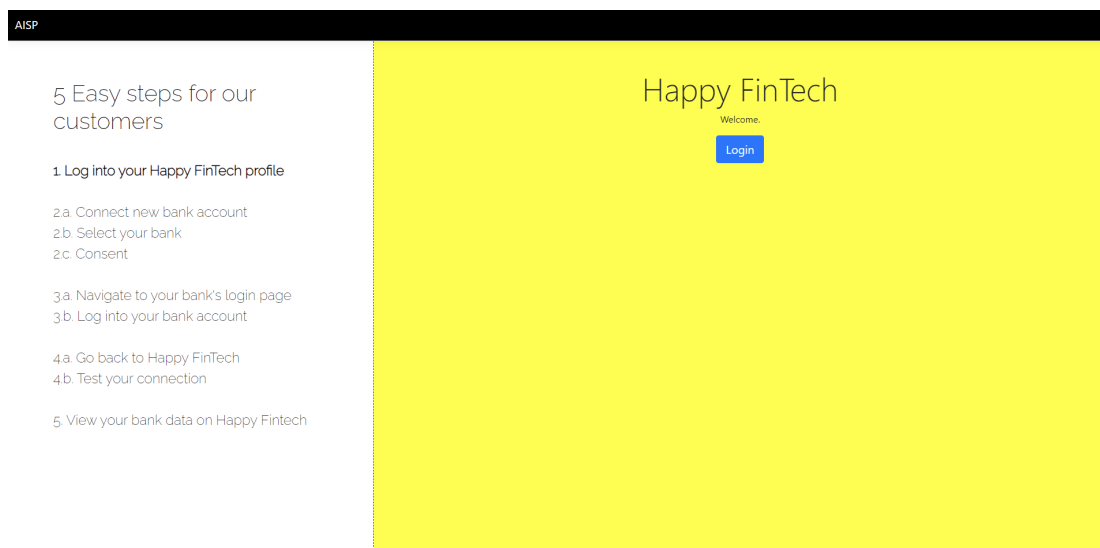 AISP
5 Easy steps for our
customers
1. Log into your Happy FinTech profile
2.a. Connect new bank account
2.b. Select your bank
2.c. Consent
3.a. Navigate to your bank's login page
3.b. Log into your bank account
4.a. Go back to Happy FinTech
4.b. Test your connection
5. View your bank data on Happy Fintech
Happy FinTech
Welcome.
Login